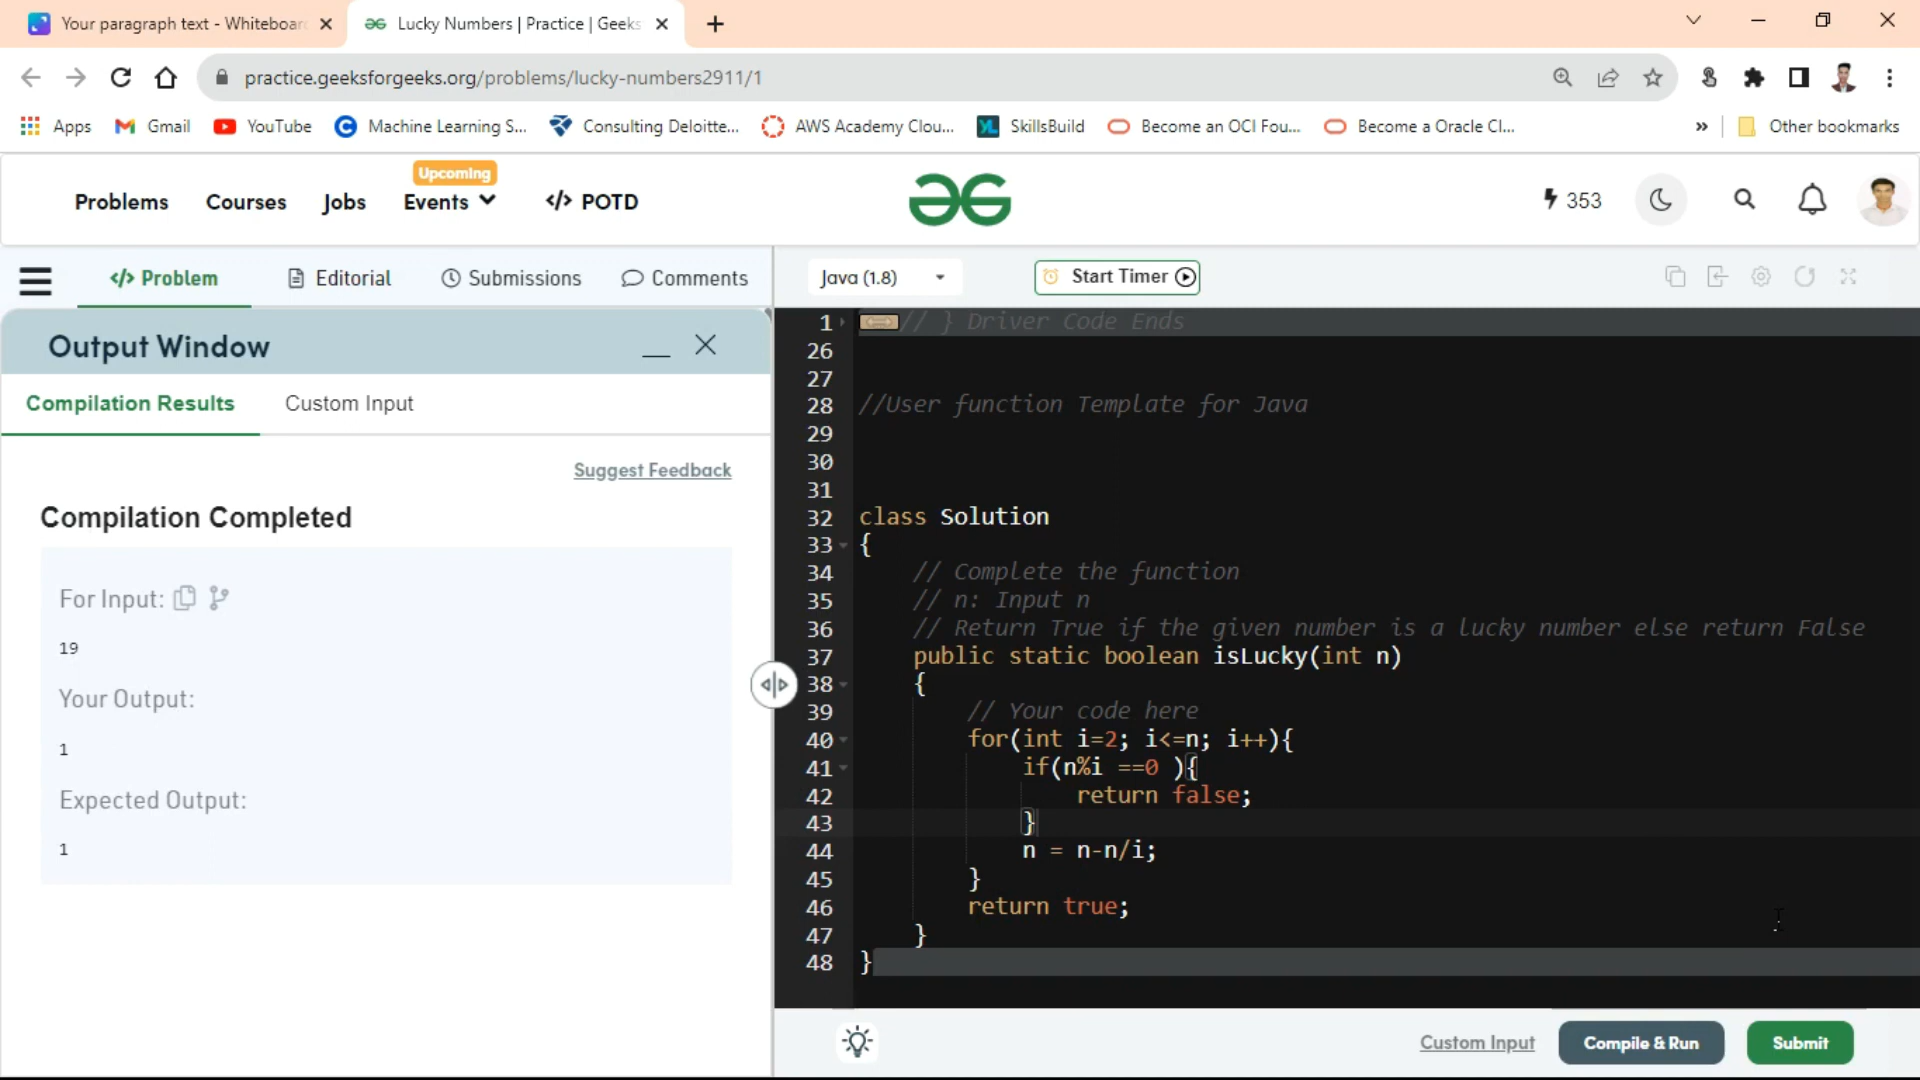 Your paragraph text - Whiteboar
Lucky Numbers | Practice | Geeks
practice.geeksforgeeks.org/problems/lucky-numbers2911/1
Apps
Gmail
YouTube
Machine Learning S...
Consulting Deloitte...
AWS Academy Clou...
SkillsBuild
Become an OCI Fou...
Become a Oracle Cl...
»
Other bookmarks
Problems
Courses
Jobs
Upcoming
Events
</> POTD
353
</> Problem
Editorial
Submissions
Comments
Java (1.8)
Start Timer
Output Window
Compilation Results
Custom Input
Suggest Feedback
Compilation Completed
For Input:
19
Your Output:
1
Expected Output:
1
1 // } Driver Code Ends
26
27
28 //User function Template for Java
29
30
31
32 class Solution
33 {
34 // Complete the function
35 // n: Input n
36 // Return True if the given number is a lucky number else return False
37 public static boolean isLucky(int n)
38 {
39 // Your code here
40 for(int i=2; i<=n; i++){
41 if(n%i ==0 ){
42 return false;
43 }
44 n = n-n/i;
45 }
46 return true;
47 }
48 }
Custom Input
Compile & Run
Submit